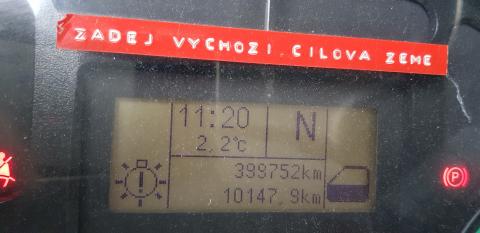 ZADEJ VYCHOZI. CILOVA ZEME
11:20 N
2,2°C
399752km
10147,9km
P